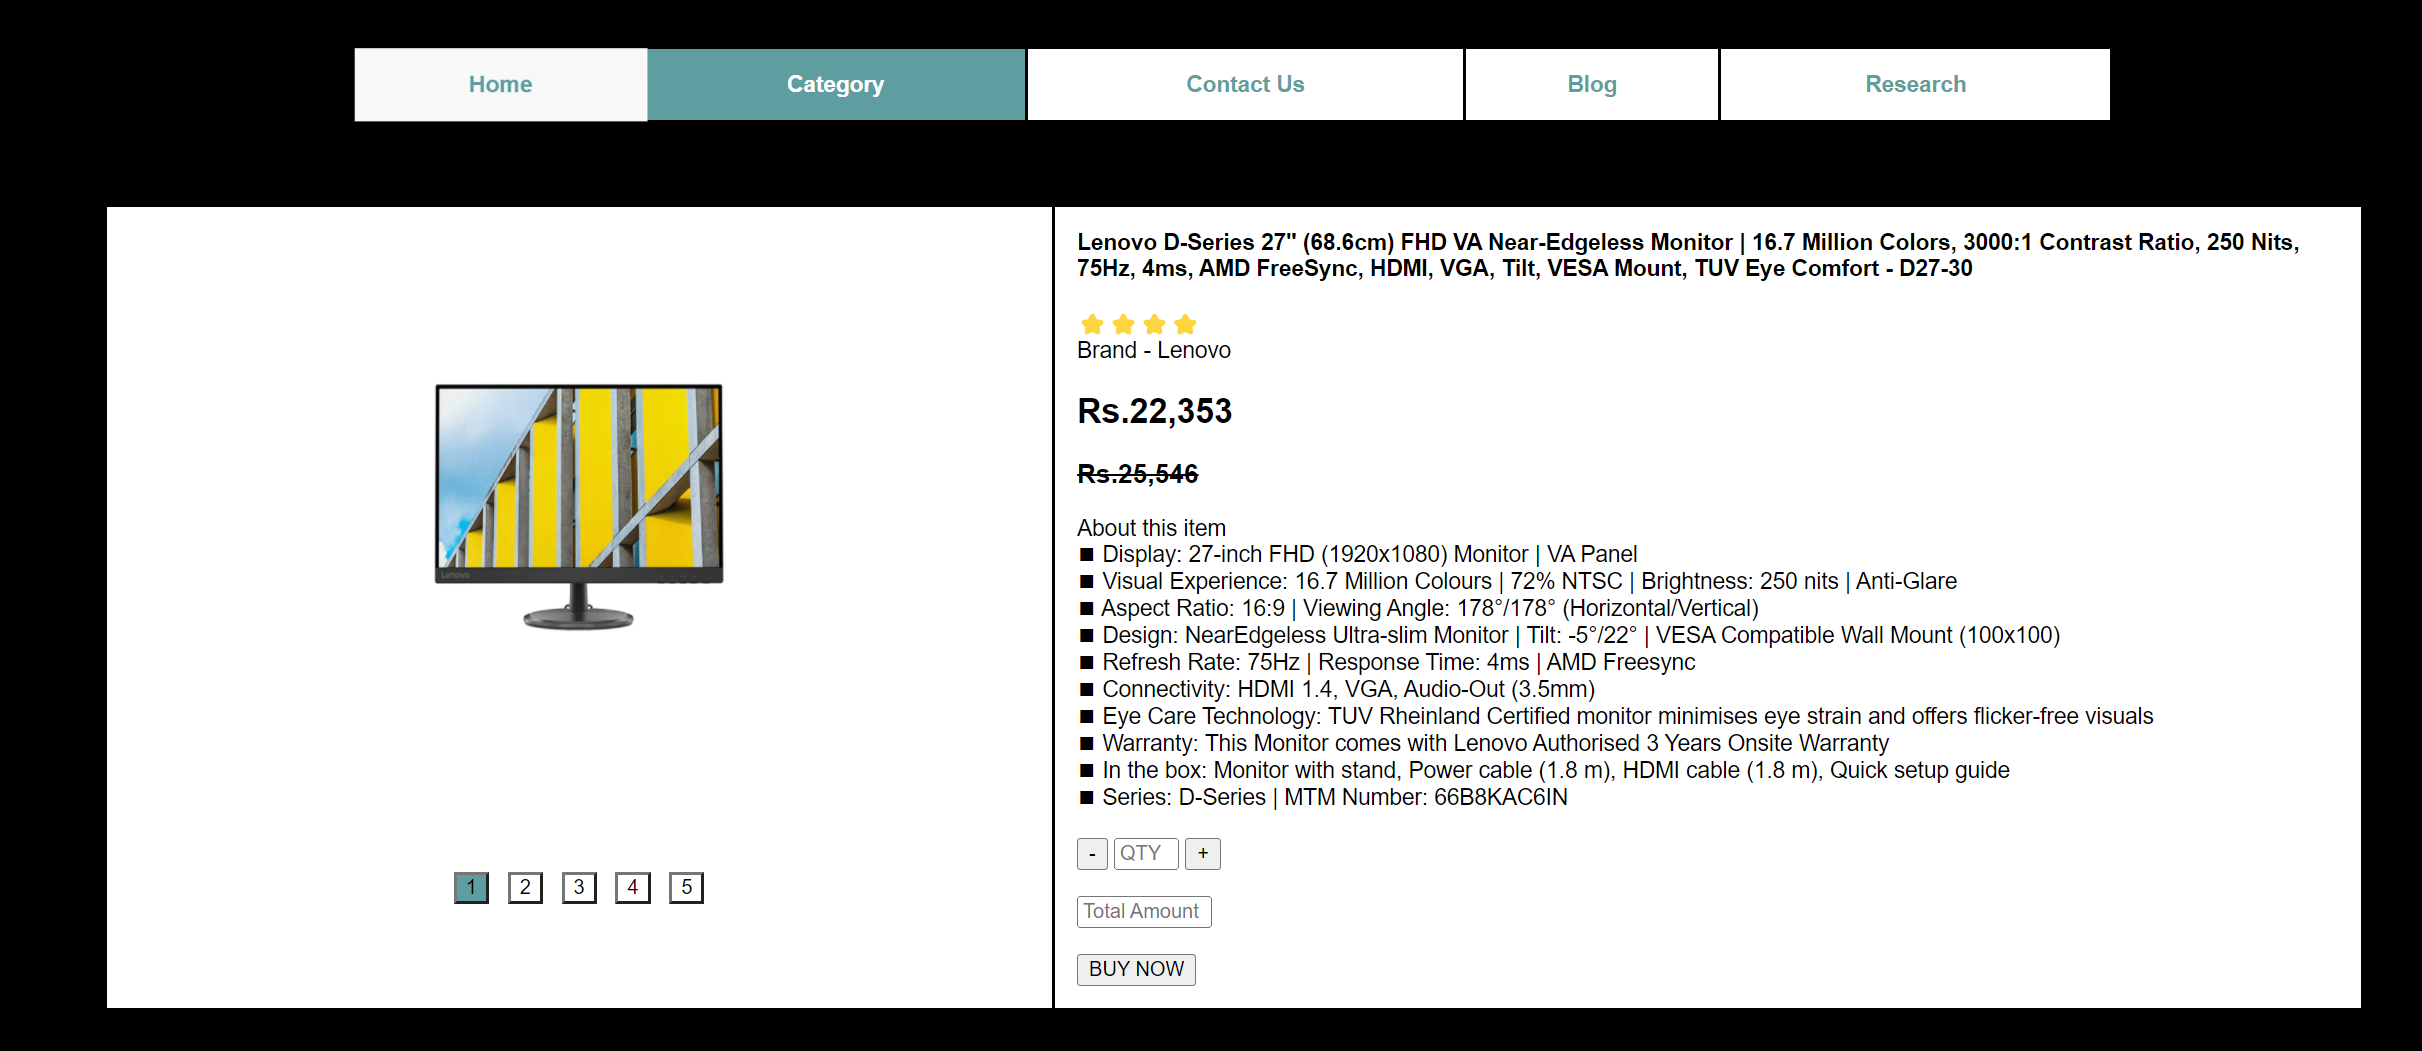 Home
Category
Contact Us
Blog
Research
Lenovo
1 2 3 4 5
Lenovo D-Series 27" (68.6cm) FHD VA Near-Edgeless Monitor | 16.7 Million Colors, 3000:1 Contrast Ratio, 250 Nits,
75Hz, 4ms, AMD FreeSync, HDMI, VGA, Tilt, VESA Mount, TUV Eye Comfort - D27-30
Brand - Lenovo
Rs.22,353
Rs.25,546
About this item
■ Display: 27-inch FHD (1920x1080) Monitor | VA Panel
■ Visual Experience: 16.7 Million Colours | 72% NTSC | Brightness: 250 nits | Anti-Glare
■ Aspect Ratio: 16:9 | Viewing Angle: 178°/178° (Horizontal/Vertical)
■ Design: NearEdgeless Ultra-slim Monitor | Tilt: -5°/22° | VESA Compatible Wall Mount (100x100)
■ Refresh Rate: 75Hz | Response Time: 4ms | AMD Freesync
■ Connectivity: HDMI 1.4, VGA, Audio-Out (3.5mm)
■ Eye Care Technology: TUV Rheinland Certified monitor minimises eye strain and offers flicker-free visuals
■ Warranty: This Monitor comes with Lenovo Authorised 3 Years Onsite Warranty
■ In the box: Monitor with stand, Power cable (1.8 m), HDMI cable (1.8 m), Quick setup guide
■ Series: D-Series | MTM Number: 66B8KAC6IN
- QTY +
Total Amount
BUY NOW